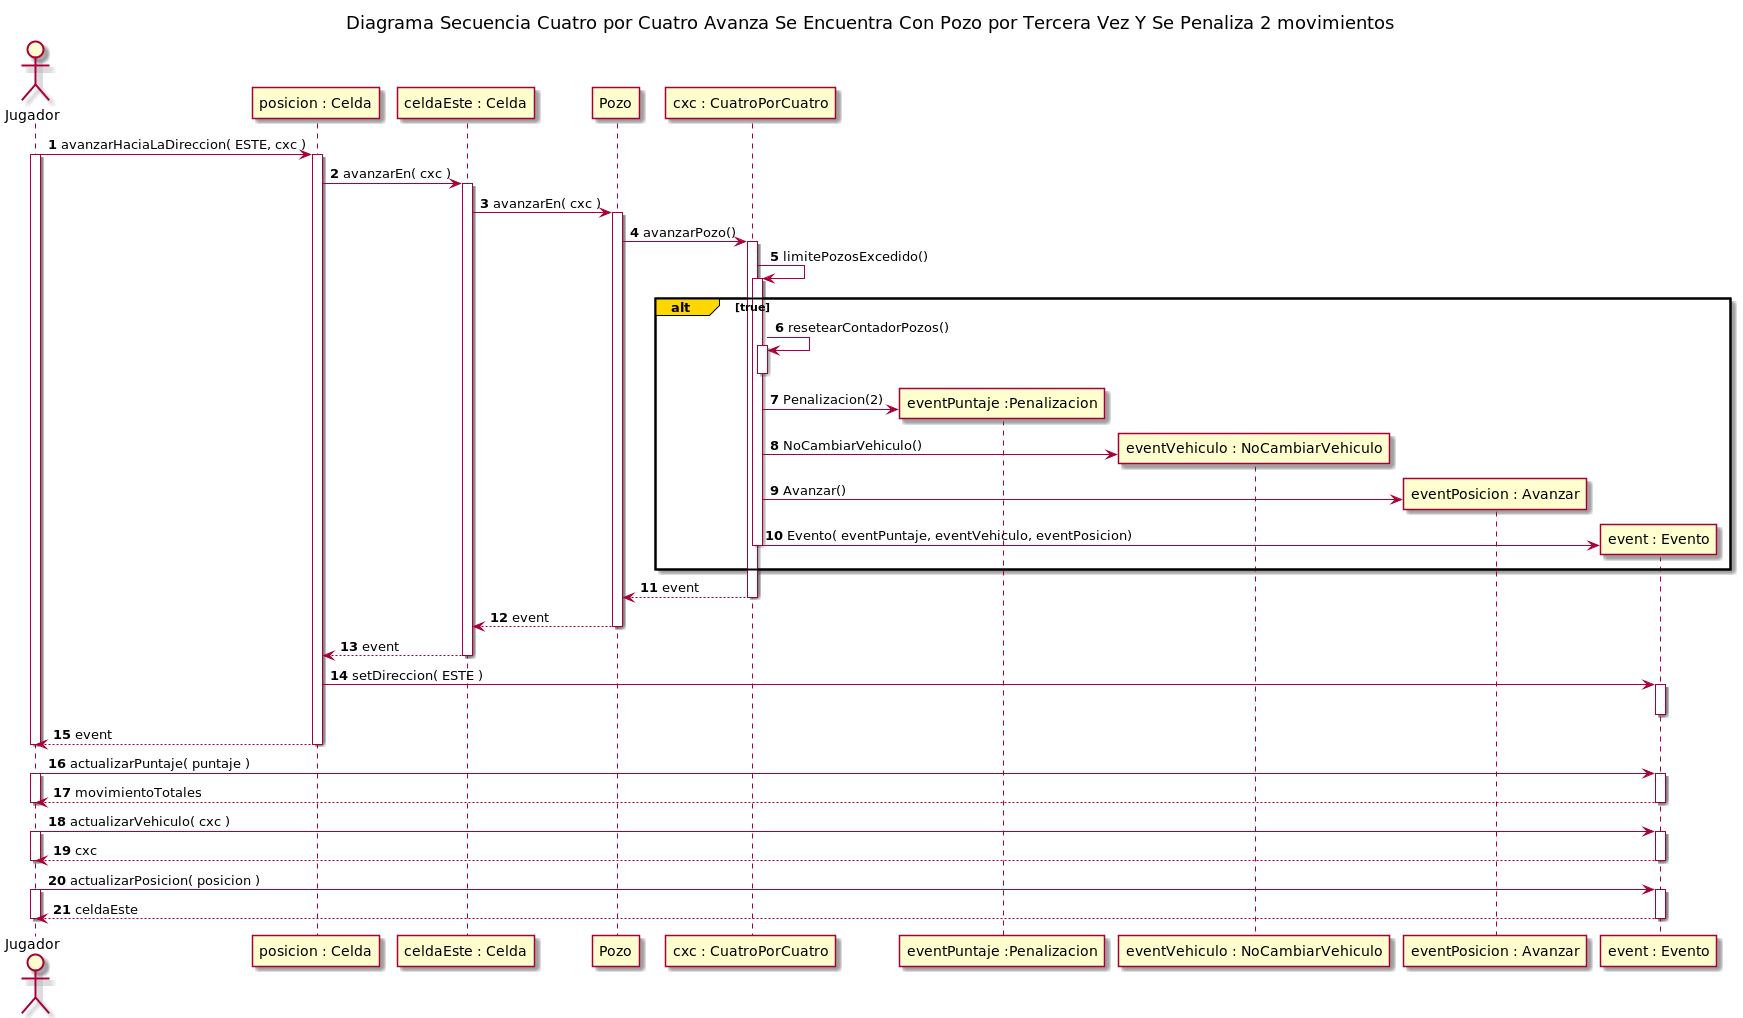 Diagrama Secuencia Cuatro por Cuatro Avanza Se Encuentra Con Pozo por Tercera Vez Y Se Penaliza 2 movimientos
Jugador
posicion : Celda
celdaEste : Celda
Pozo
cxc : CuatroPorCuatro
1 avanzarHaciaLaDireccion( ESTE, cxc )
2 avanzarEn( cxc )
3 avanzarEn( cxc )
4 avanzarPozo()
5 limitePozosExcedido()
alt [true]
6 resetearContadorPozos()
7 Penalizacion(2)
eventPuntaje :Penalizacion
8 NoCambiarVehiculo()
eventVehiculo : NoCambiarVehiculo
9 Avanzar()
eventPosicion : Avanzar
10 Evento( eventPuntaje, eventVehiculo, eventPosicion)
event : Evento
11 event
12 event
13 event
14 setDireccion( ESTE )
15 event
16 actualizarPuntaje( puntaje )
17 movimientoTotales
18 actualizarVehiculo( cxc )
19 cxc
20 actualizarPosicion( posicion )
21 celdaEste
Jugador
posicion : Celda
celdaEste : Celda
Pozo
cxc : CuatroPorCuatro
eventPuntaje :Penalizacion
eventVehiculo : NoCambiarVehiculo
eventPosicion : Avanzar
event : Evento